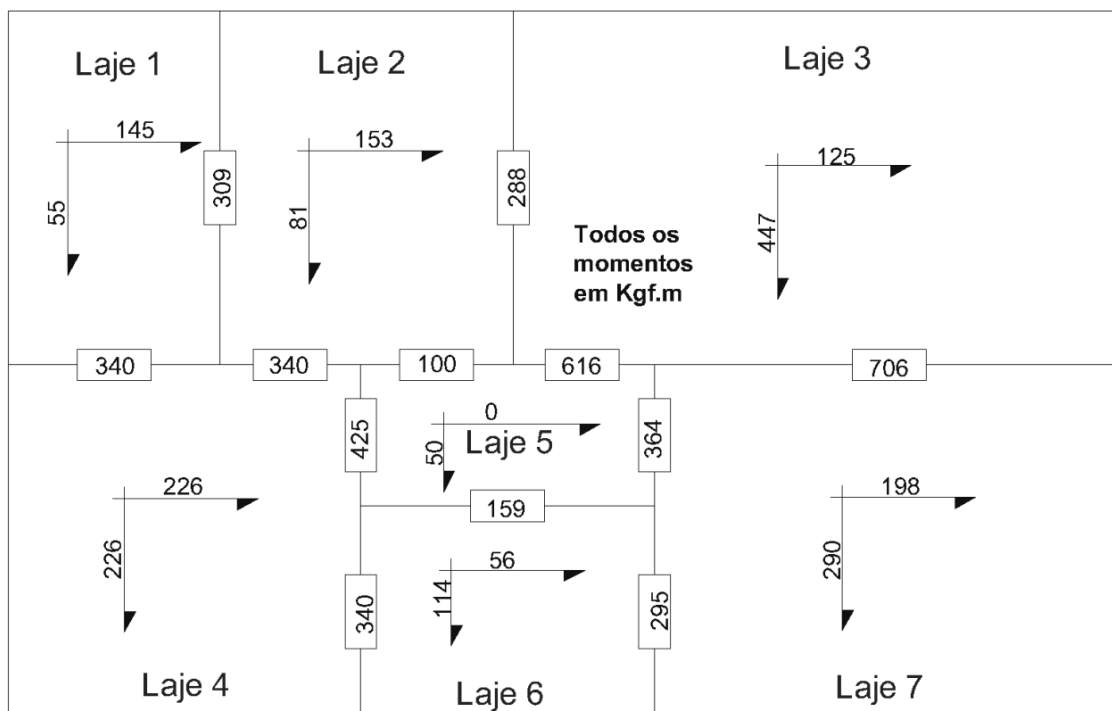 Laje 1
Laje 2
Laje 3
145
55
309
153
81
288
125
447
Todos os
momentos
em Kgf.m
340
340
100
616
706
425
0
50
Laje 5
364
159
226
226
56
114
340
295
198
290
Laje 4
Laje 6
Laje 7